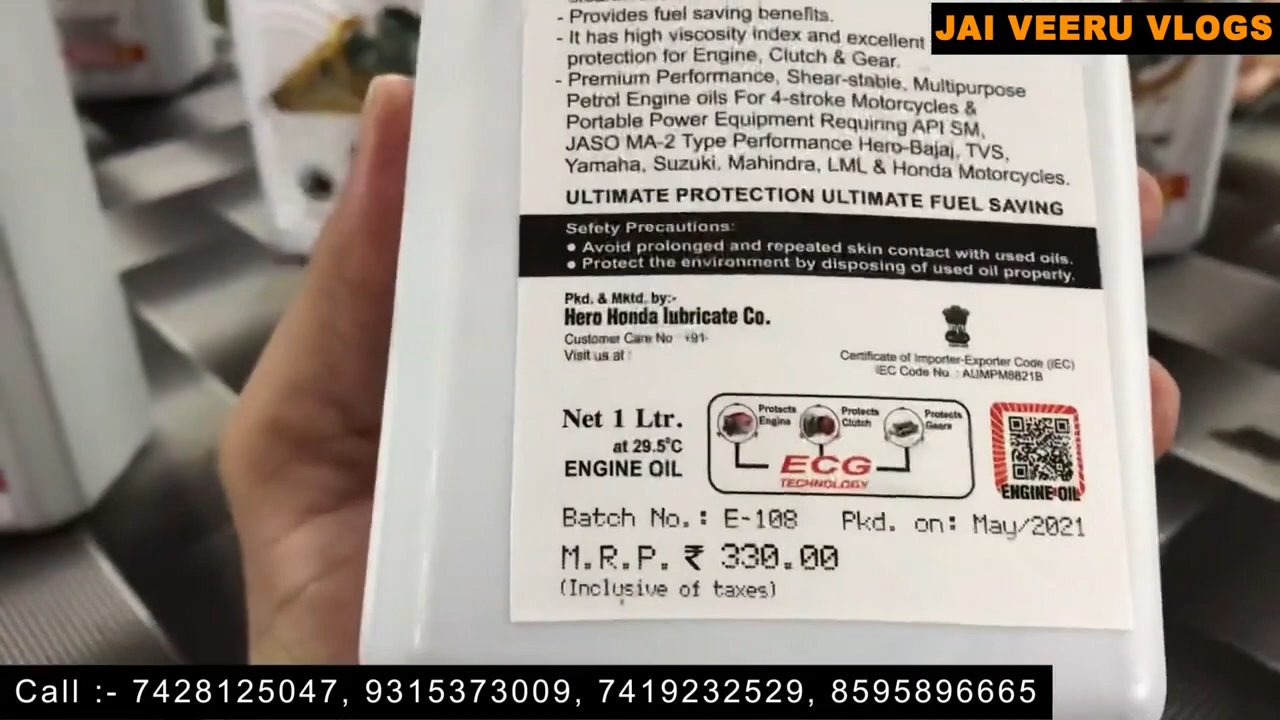 JAI VEERU VLOGS
- Provides fuel saving benefits.
- It has high viscosity index and excellent
protection for Engine, Clutch & Gear.
- Premium Performance, Shear-stable, Multipurpose
Petrol Engine oils For 4-stroke Motorcycles &
Portable Power Equipment Requiring API SM,
JASO MA-2 Type Performance Hero-Bajaj, TVS,
Yamaha, Suzuki, Mahindra, LML & Honda Motorcycles.
ULTIMATE PROTECTION ULTIMATE FUEL SAVING
Sefety Precautions:
• Avoid prolonged and repeated skin contact with used oils.
• Protect the environment by disposing of used oil properly.
Pkd. & Mktd. by:-
Hero Honda lubricate Co.
Customer Care No +91-
Visit us at :
Certificate of Importer-Exporter Code (IEC)
IEC Code No : AUMPM8821B
Net 1 Ltr.
at 29.5°C
ENGINE OIL
Protects
Engine
Protects
Clutch
Protects
Gears
ECG
TECHNOLOGY
ENGINE OIL
Batch No.: E-108 Pkd. on: May/2021
M.R.P. ₹ 330.00
(Inclusive of taxes)
Call :- 7428125047, 9315373009, 7419232529, 8595896665